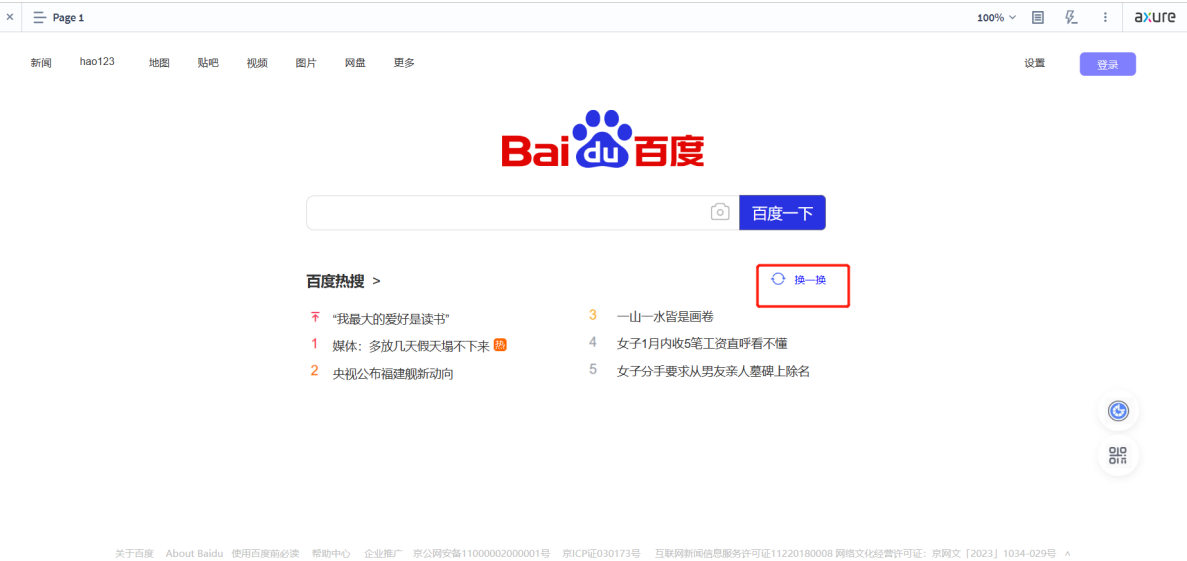 Page 1
100%
axure
新闻 hao123 地图 贴吧 视频 图片 网盘 更多 设置 登录
Bai du 百度
百度一下
百度热搜 >
换一换
“我最大的爱好是读书”
1 媒体：多放几天假天塌不下来 热
2 央视公布福建舰新动向
3 一山一水皆是画卷
4 女子1月内收5笔工资直呼看不懂
5 女子分手要求从男友亲人墓碑上除名
关于百度 About Baidu 使用百度前必读 帮助中心 企业推广 京公网安备11000002000001号 京ICP证030173号 互联网新闻信息服务许可证11220180008 网络文化经营许可证：京网文〔2023〕1034-029号